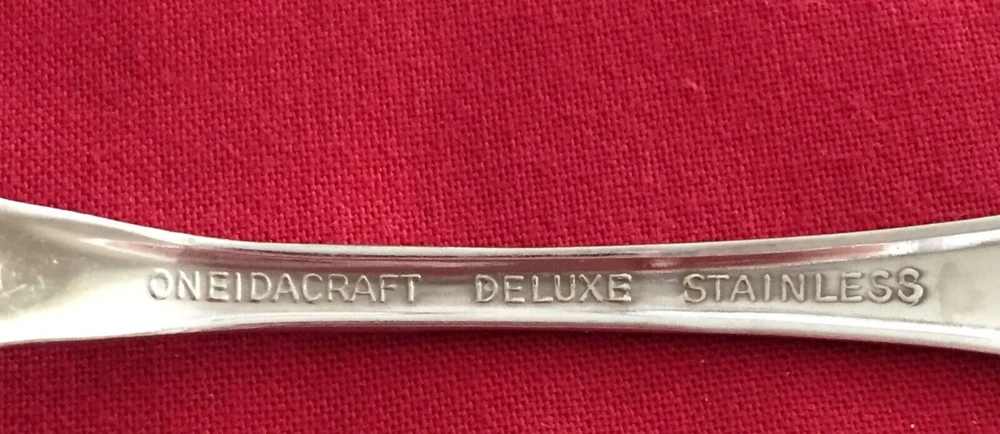 ONEIDACRAFT DELUXE STAINLESS